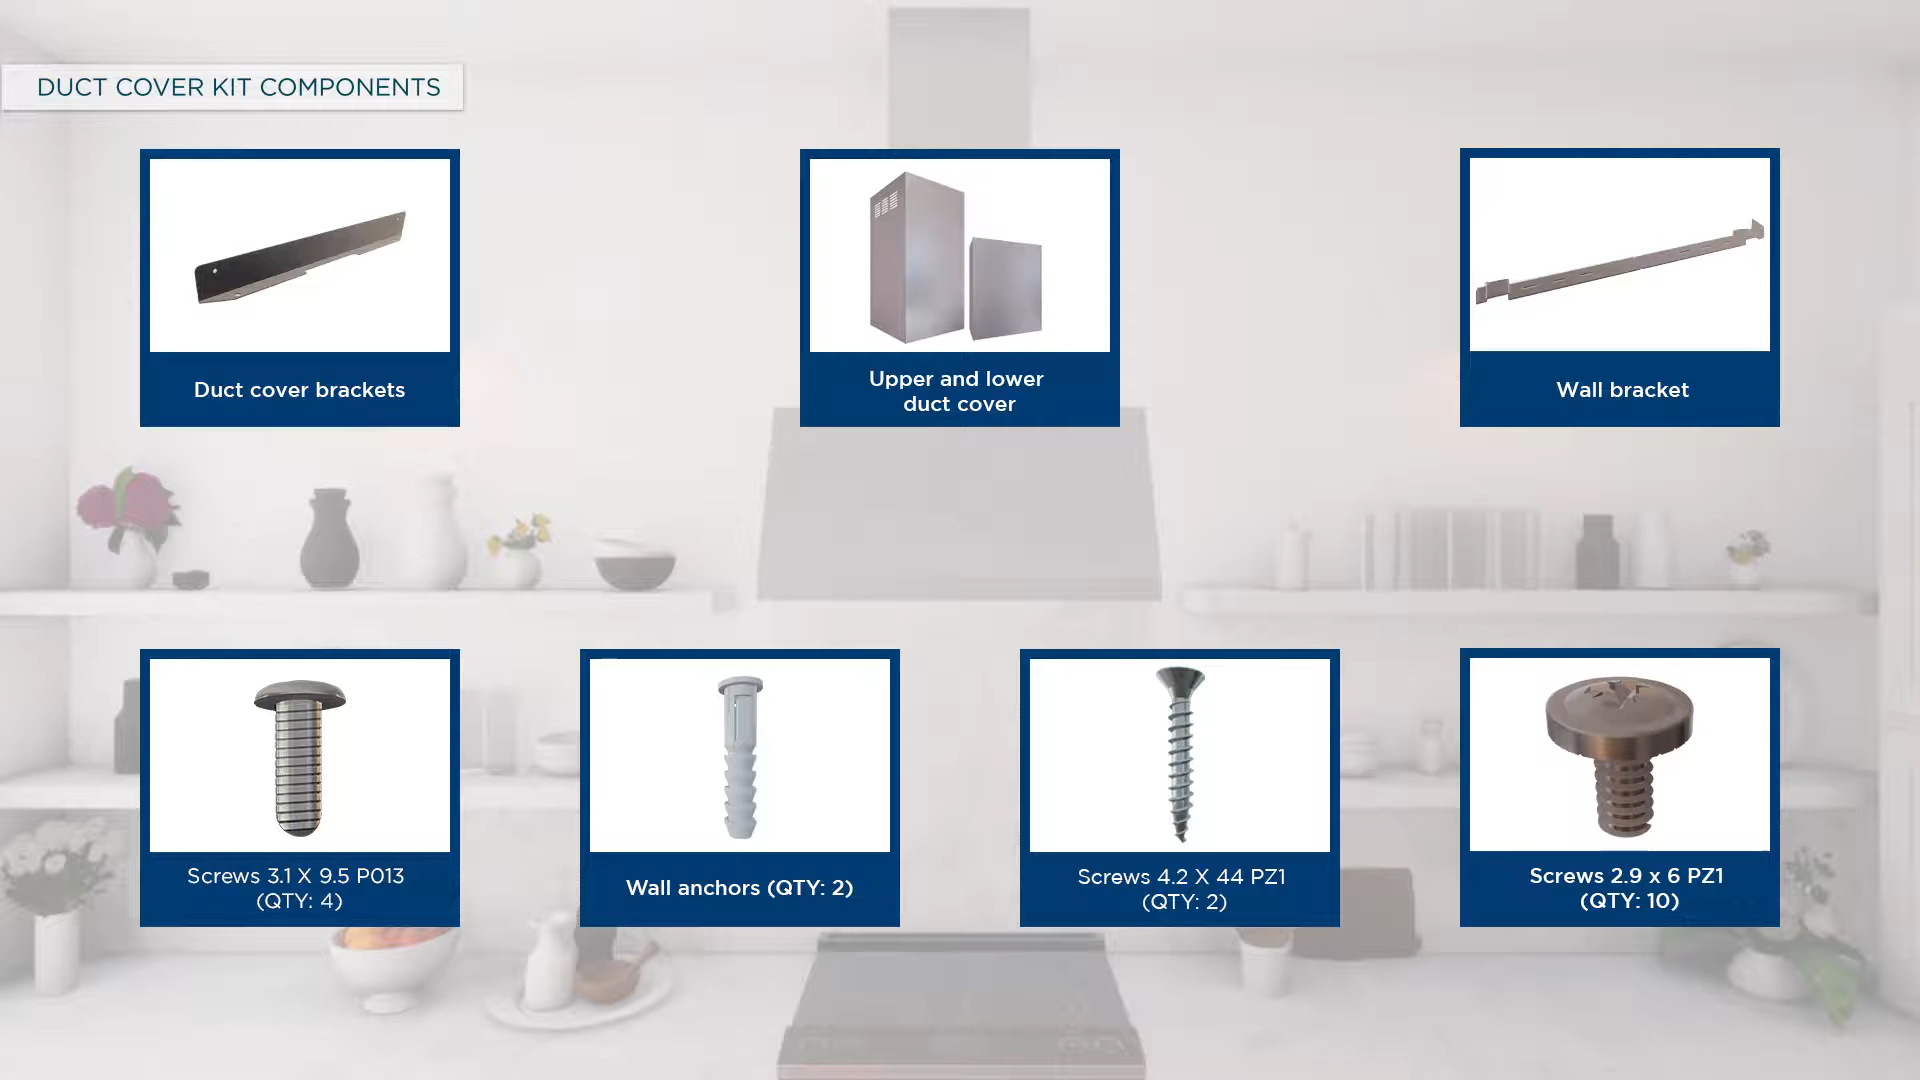 DUCT COVER KIT COMPONENTS
Duct cover brackets
Upper and lower
duct cover
Wall bracket
Screws 3.1 X 9.5 P013
(QTY: 4)
Wall anchors (QTY: 2)
Screws 4.2 X 44 PZ1
(QTY: 2)
Screws 2.9 x 6 PZ1
(QTY: 10)